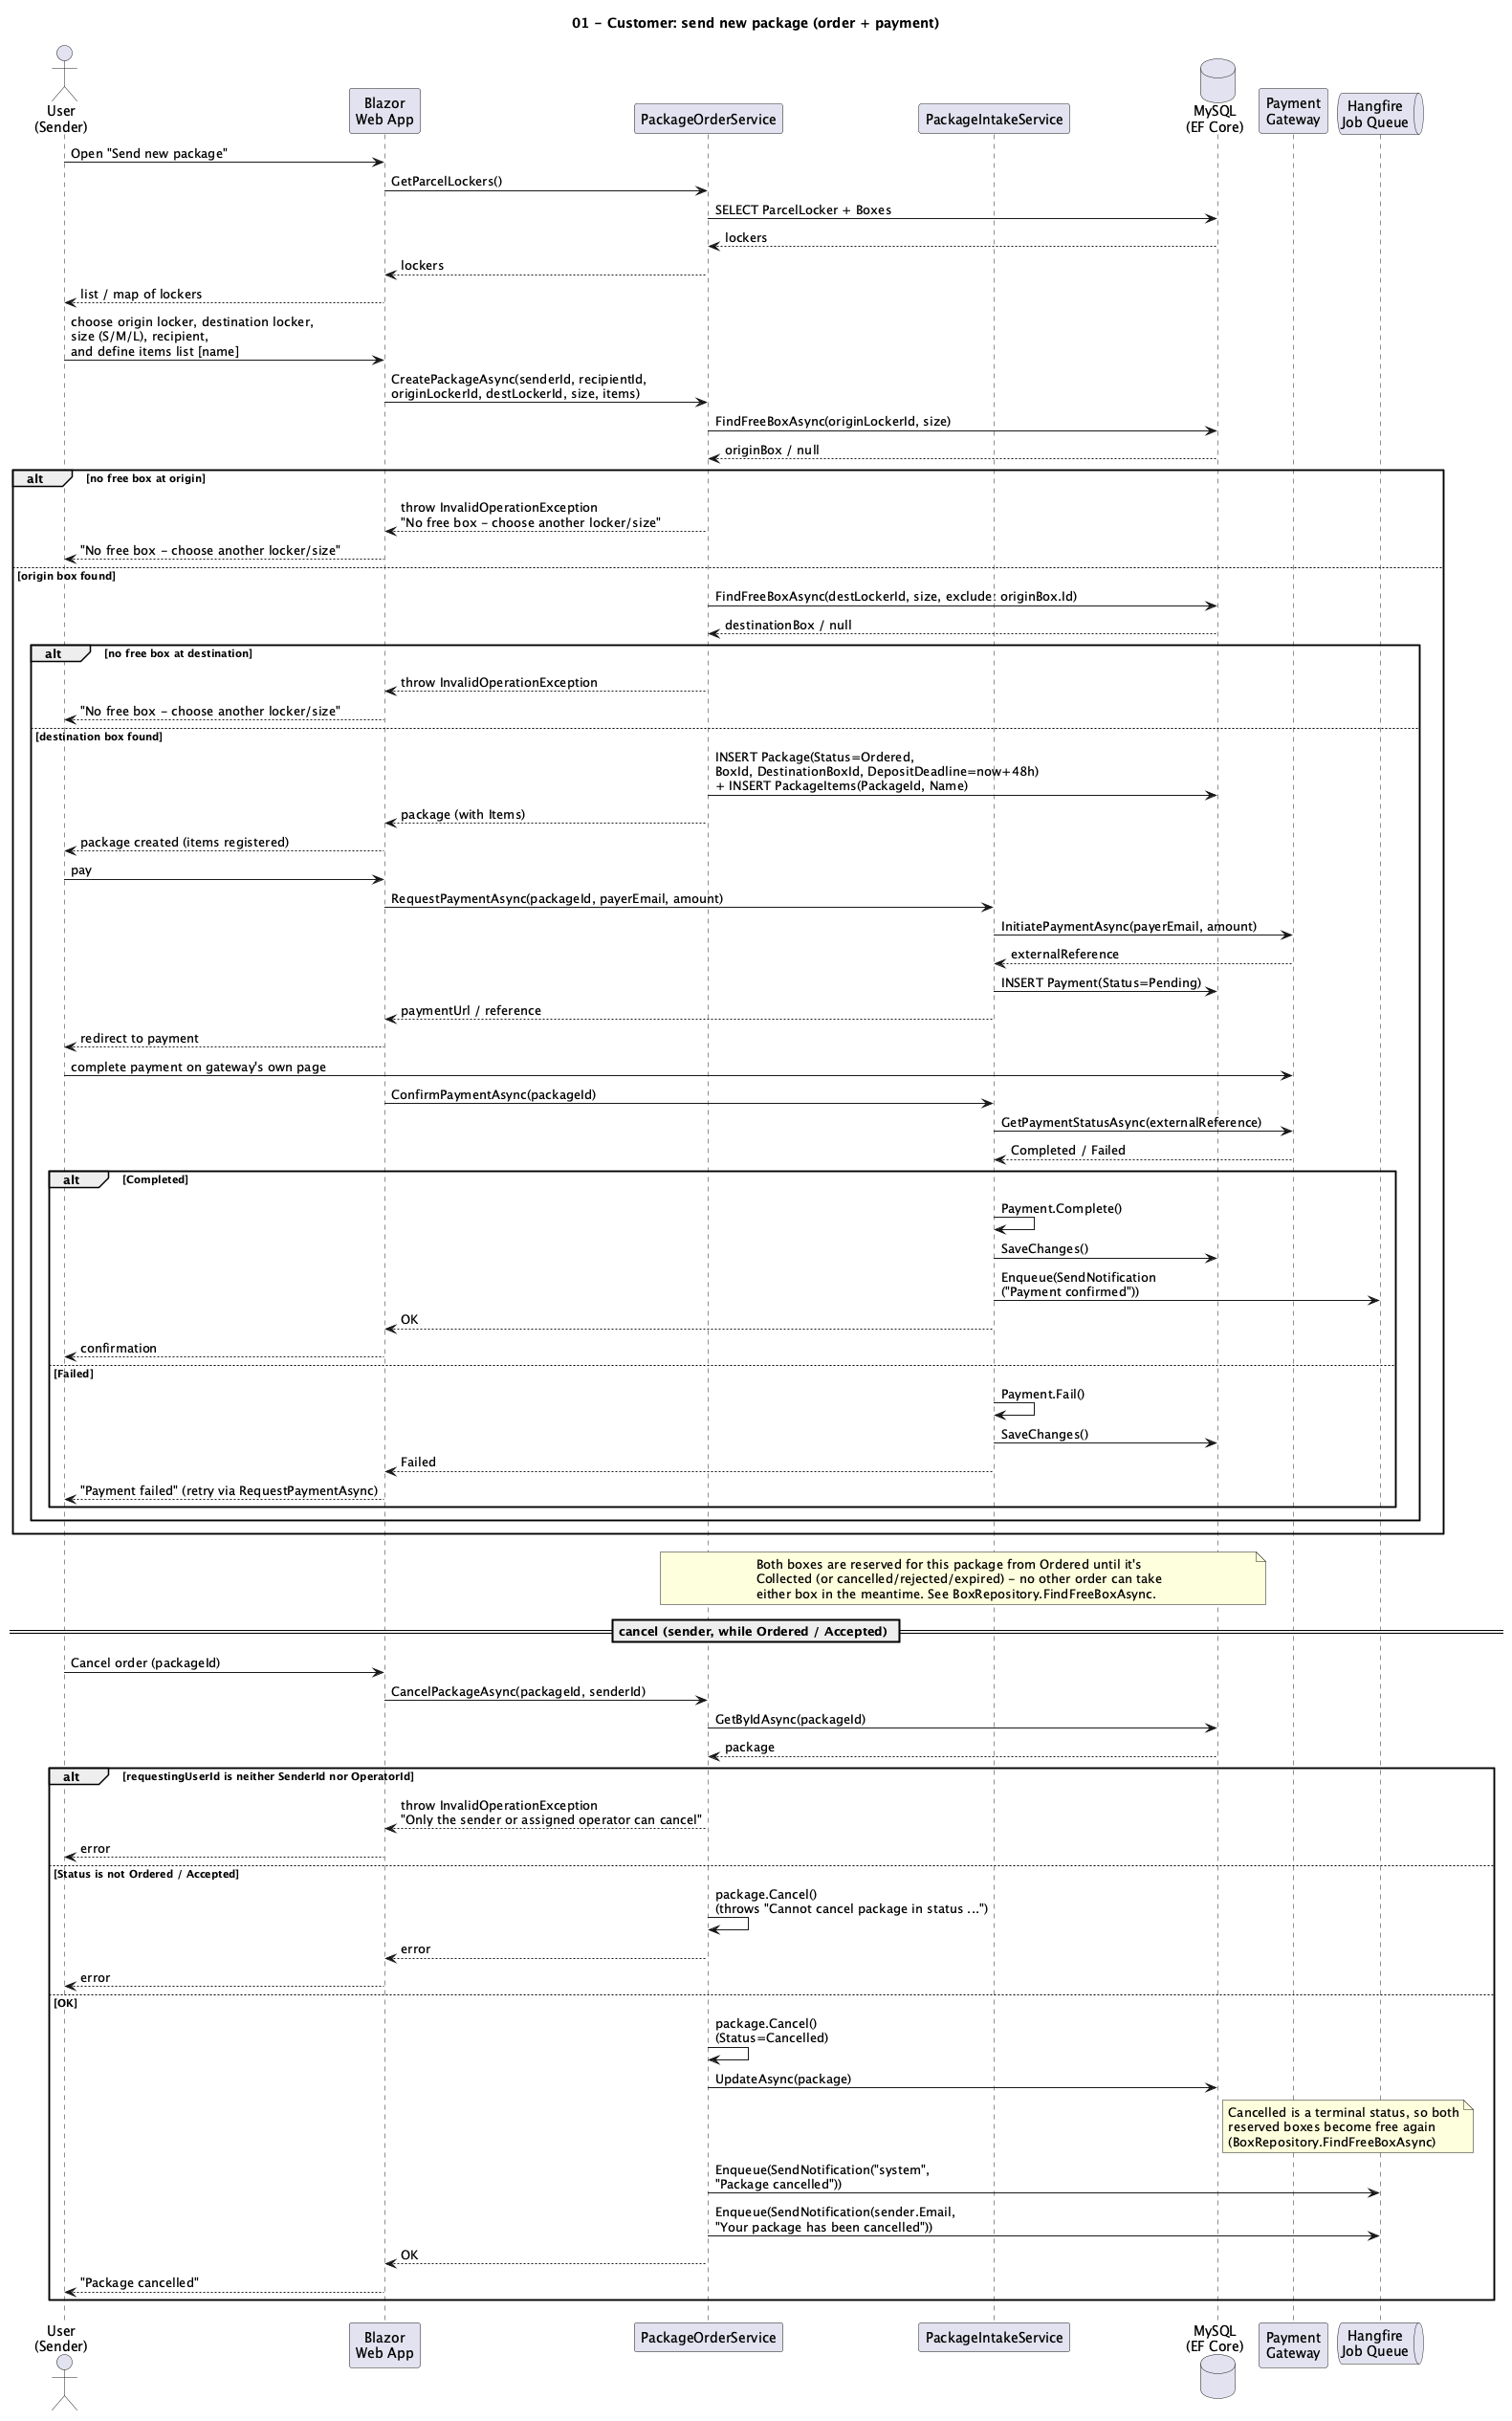 01 – Customer: send new package (order + payment)
User
(Sender)
Blazor
Web App
PackageOrderService
PackageIntakeService
MySQL
(EF Core)
Payment
Gateway
Hangfire
Job Queue
Open "Send new package"
GetParcelLockers()
SELECT ParcelLocker + Boxes
lockers
lockers
list / map of lockers
choose origin locker, destination locker,
size (S/M/L), recipient,
and define items list [name]
CreatePackageAsync(senderId, recipientId,
originLockerId, destLockerId, size, items)
FindFreeBoxAsync(originLockerId, size)
originBox / null
alt [no free box at origin]
throw InvalidOperationException
"No free box – choose another locker/size"
"No free box – choose another locker/size"
[origin box found]
FindFreeBoxAsync(destLockerId, size, exclude: originBox.Id)
destinationBox / null
alt [no free box at destination]
throw InvalidOperationException
"No free box – choose another locker/size"
[destination box found]
INSERT Package(Status=Ordered,
BoxId, DestinationBoxId, DepositDeadline=now+48h)
+ INSERT PackageItems(PackageId, Name)
package (with Items)
package created (items registered)
pay
RequestPaymentAsync(packageId, payerEmail, amount)
InitiatePaymentAsync(payerEmail, amount)
externalReference
INSERT Payment(Status=Pending)
paymentUrl / reference
redirect to payment
complete payment on gateway's own page
ConfirmPaymentAsync(packageId)
GetPaymentStatusAsync(externalReference)
Completed / Failed
alt [Completed]
Payment.Complete()
SaveChanges()
Enqueue(SendNotification
("Payment confirmed"))
OK
confirmation
[Failed]
Payment.Fail()
SaveChanges()
Failed
"Payment failed" (retry via RequestPaymentAsync)
Both boxes are reserved for this package from Ordered until it's
Collected (or cancelled/rejected/expired) – no other order can take
either box in the meantime. See BoxRepository.FindFreeBoxAsync.
cancel (sender, while Ordered / Accepted)
Cancel order (packageId)
CancelPackageAsync(packageId, senderId)
GetByIdAsync(packageId)
package
alt [requestingUserId is neither SenderId nor OperatorId]
throw InvalidOperationException
"Only the sender or assigned operator can cancel"
error
[Status is not Ordered / Accepted]
package.Cancel()
(throws "Cannot cancel package in status ...")
error
error
[OK]
package.Cancel()
(Status=Cancelled)
UpdateAsync(package)
Cancelled is a terminal status, so both
reserved boxes become free again
(BoxRepository.FindFreeBoxAsync)
Enqueue(SendNotification("system",
"Package cancelled"))
Enqueue(SendNotification(sender.Email,
"Your package has been cancelled"))
OK
"Package cancelled"
User
(Sender)
Blazor
Web App
PackageOrderService
PackageIntakeService
MySQL
(EF Core)
Payment
Gateway
Hangfire
Job Queue